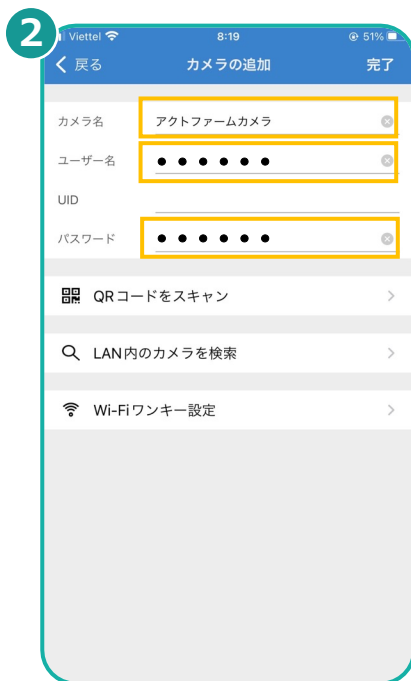 2
Viettel 8:19 51%
戻る カメラの追加 完了
カメラ名 アクトファームカメラ
ユーザー名 ● ● ● ● ● ●
UID
パスワード ● ● ● ● ● ●
QRコードをスキャン
LAN内のカメラを検索
Wi-Fiワンキー設定